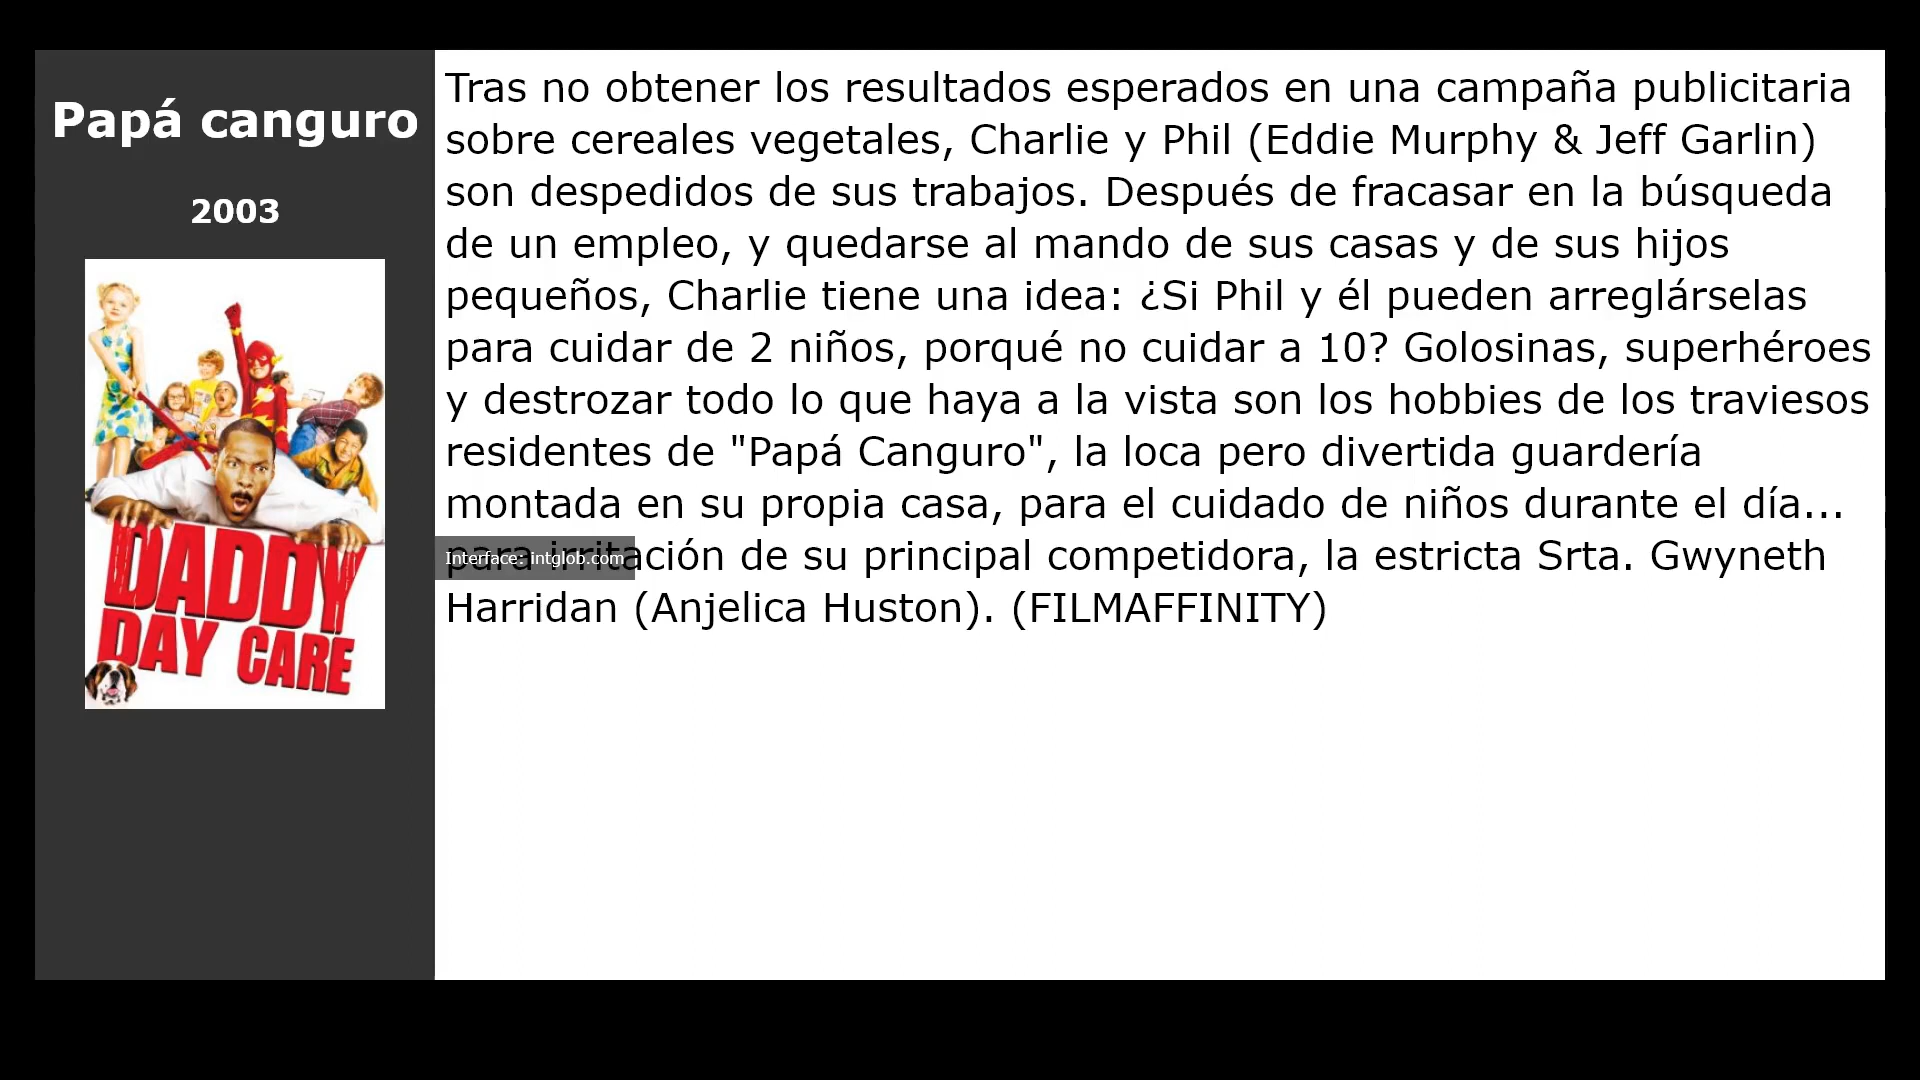 Papá canguro
2003
DADDY
DAY CARE
Tras no obtener los resultados esperados en una campaña publicitaria
sobre cereales vegetales, Charlie y Phil (Eddie Murphy & Jeff Garlin)
son despedidos de sus trabajos. Después de fracasar en la búsqueda
de un empleo, y quedarse al mando de sus casas y de sus hijos
pequeños, Charlie tiene una idea: ¿Si Phil y él pueden arreglárselas
para cuidar de 2 niños, porqué no cuidar a 10? Golosinas, superhéroes
y destrozar todo lo que haya a la vista son los hobbies de los traviesos
residentes de "Papá Canguro", la loca pero divertida guardería
montada en su propia casa, para el cuidado de niños durante el día...
para irritación de su principal competidora, la estricta Srta. Gwyneth
Interface: intglob.com
Harridan (Anjelica Huston). (FILMAFFINITY)